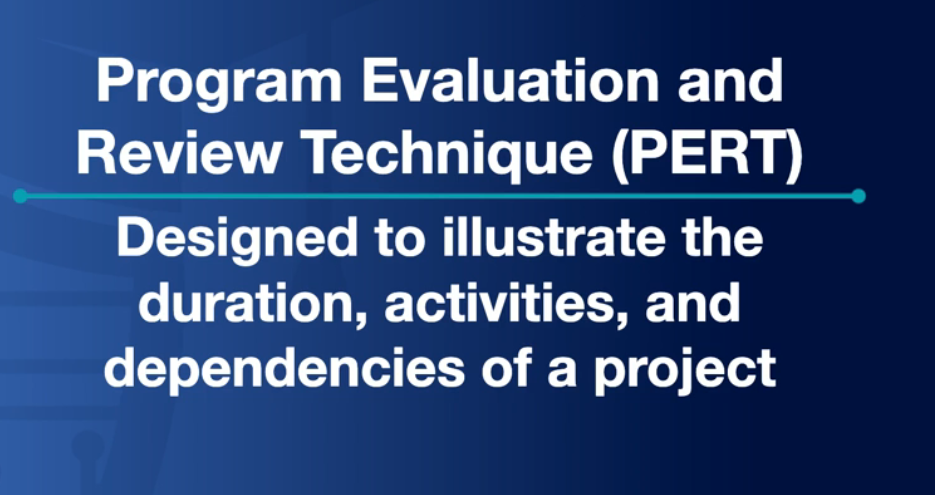 Program Evaluation and
Review Technique (PERT)
Designed to illustrate the
duration, activities, and
dependencies of a project